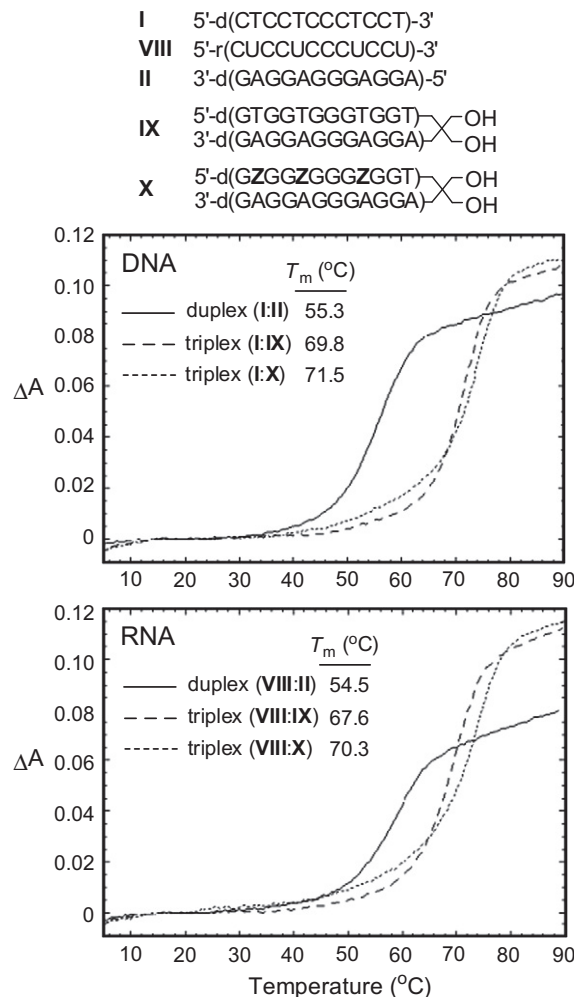 I 5'-d(CTCCTCCCTCCT)-3'
VIII 5'-r(CUCCUCCCUCCU)-3'
II 3'-d(GAGGAGGGAGGA)-5'
IX 5'-d(GTGGTGGGTGGT) OH
3'-d(GAGGAGGGAGGA) OH
X 5'-d(GZGGZGGGZGGT) OH
3'-d(GAGGAGGGAGGA) OH
0.12
DNA
Tm (°C)
duplex (I:II) 55.3
triplex (I:IX) 69.8
triplex (I:X) 71.5
0.10
0.08
0.06
0.04
0.02
0
ΔA
10 20 30 40 50 60 70 80 90
0.12
RNA
Tm (°C)
duplex (VIII:II) 54.5
triplex (VIII:IX) 67.6
triplex (VIII:X) 70.3
0.10
0.08
0.06
0.04
0.02
0
ΔA
10 20 30 40 50 60 70 80 90
Temperature (°C)